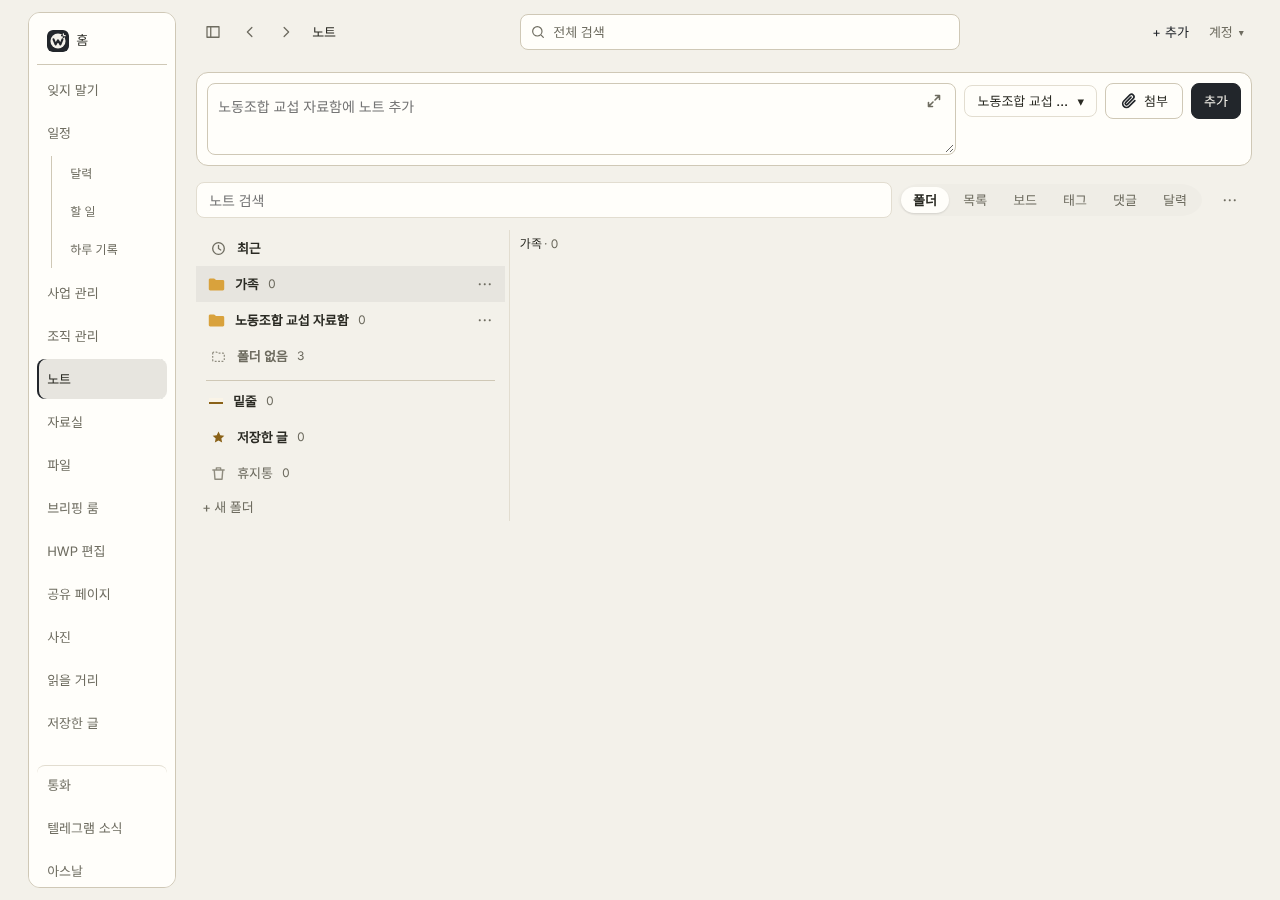 홈
잊지 말기
일정
달력
할 일
하루 기록
사업 관리
조직 관리
노트
자료실
파일
브리핑 룸
HWP 편집
공유 페이지
사진
읽을 거리
저장한 글
통화
텔레그램 소식
아스날
노트
전체 검색
+ 추가
계정 ▾
노동조합 교섭 자료함에 노트 추가
노동조합 교섭 ... ▾
첨부
추가
노트 검색
폴더 목록 보드 태그 댓글 달력 ···
최근
가족 0 ···
노동조합 교섭 자료함 0 ···
폴더 없음 3
밑줄 0
저장한 글 0
휴지통 0
+ 새 폴더
가족 · 0